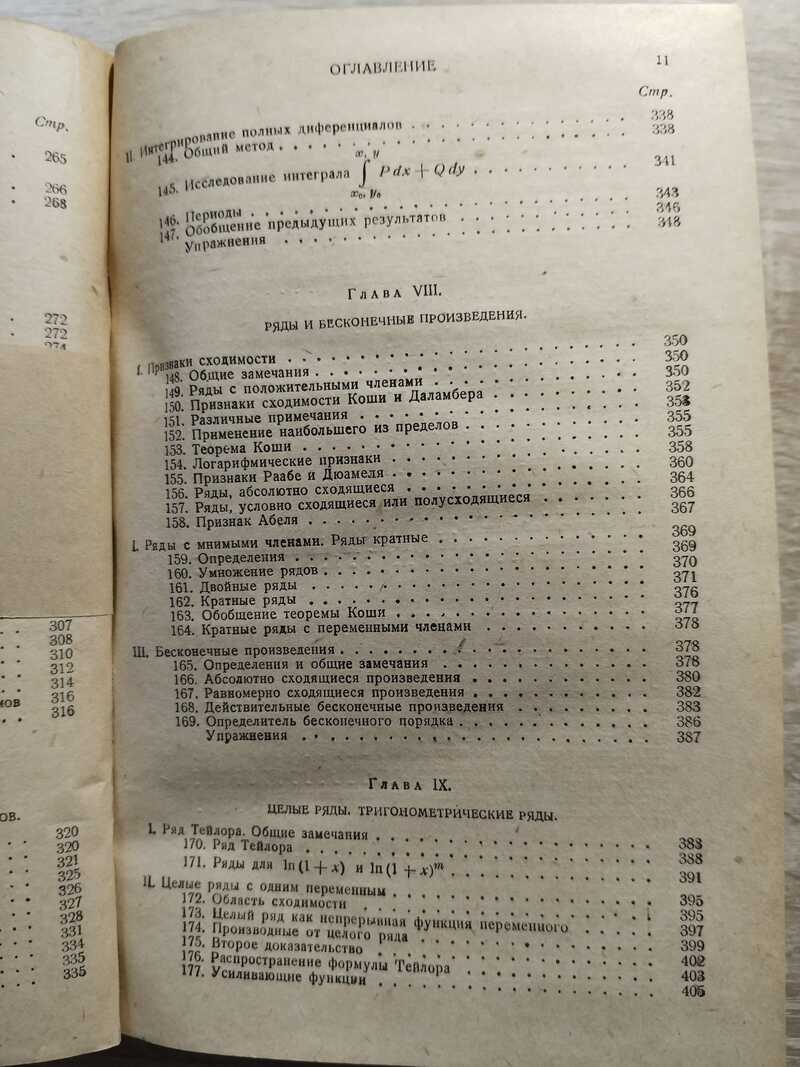 Стр.
265
266
268
272
272
274
307
308
310
312
314
316
316
ов.
320
320
321
325
326
327
328
331
334
335
335
ОГЛАВЛЕНИЕ 11
Стр.
II. Интегрирование полных диференциалов 338
144. Общий метод 338
145. Исследование интеграла ∫ Pdx + Qdy 341
x, y
x₀, y₀
146. Периоды 343
147. Обобщение предыдущих результатов 346
Упражнения 348
Глава VIII.
РЯДЫ И БЕСКОНЕЧНЫЕ ПРОИЗВЕДЕНИЯ.
I. Признаки сходимости 350
148. Общие замечания 350
149. Ряды с положительными членами 350
150. Признаки сходимости Коши и Даламбера 352
151. Различные примечания 353
152. Применение наибольшего из пределов 355
153. Теорема Коши 355
154. Логарифмические признаки 358
155. Признаки Раабе и Дюамеля 360
156. Ряды, абсолютно сходящиеся 364
157. Ряды, условно сходящиеся или полусходящиеся 366
158. Признак Абеля 367
I. Ряды с мнимыми членами. Ряды кратные 369
159. Определения 369
160. Умножение рядов 370
161. Двойные ряды 371
162. Кратные ряды 376
163. Обобщение теоремы Коши 377
164. Кратные ряды с переменными членами 378
III. Бесконечные произведения 378
165. Определения и общие замечания 378
166. Абсолютно сходящиеся произведения 380
167. Равномерно сходящиеся произведения 382
168. Действительные бесконечные произведения 383
169. Определитель бесконечного порядка 386
Упражнения 387
Глава IX.
ЦЕЛЫЕ РЯДЫ. ТРИГОНОМЕТРИЧЕСКИЕ РЯДЫ.
I. Ряд Тейлора. Общие замечания 383
170. Ряд Тейлора 388
171. Ряды для ln(1+x) и ln(1+x)ᵐ 391
II. Целые ряды с одним переменным 395
172. Область сходимости 395
173. Целый ряд как непрерывная функция переменного 397
174. Производные от целого ряда 399
175. Второе доказательство 402
176. Распространение формулы Тейлора 403
177. Усиливающие функции 405